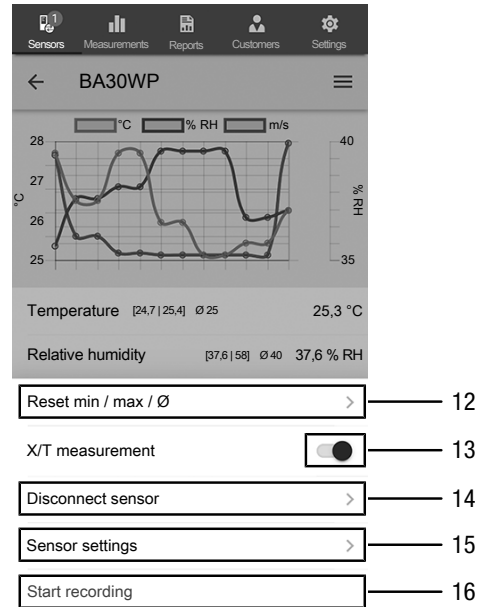 1
Sensors Measurements Reports Customers Settings
BA30WP
°C % RH m/s
28 40
27
°C % RH
26
25 35
Temperature [24,7 | 25,4] Ø 25 25,3 °C
Relative humidity [37,6 | 58] Ø 40 37,6 % RH
Reset min / max / Ø 12
X/T measurement 13
Disconnect sensor 14
Sensor settings 15
Start recording 16